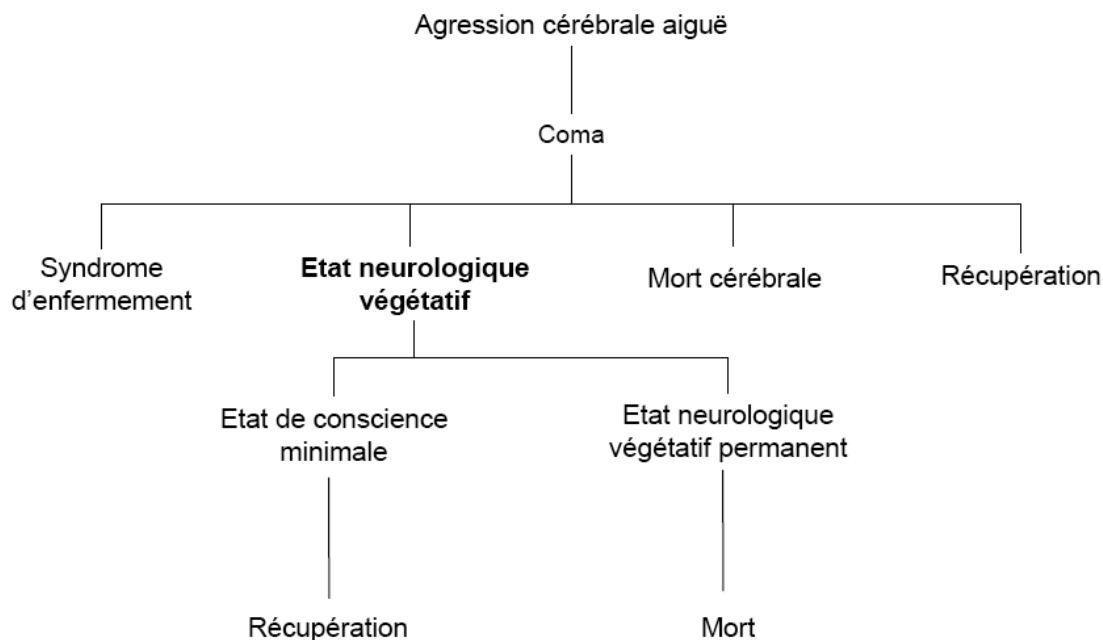 Agression cérébrale aiguë
Coma
Syndrome
d'enfermement
Etat neurologique
végétatif
Mort cérébrale
Récupération
Etat de conscience
minimale
Etat neurologique
végétatif permanent
Récupération
Mort